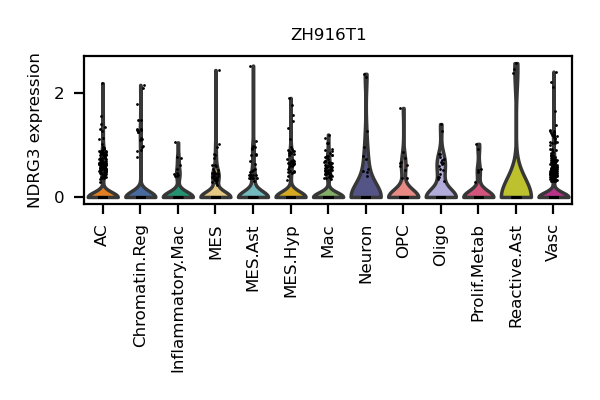 ZH916T1
NDRG3 expression
2
0
AC
Chromatin.Reg
Inflammatory.Mac
MES
MES.Ast
MES.Hyp
Mac
Neuron
OPC
Oligo
Prolif.Metab
Reactive.Ast
Vasc